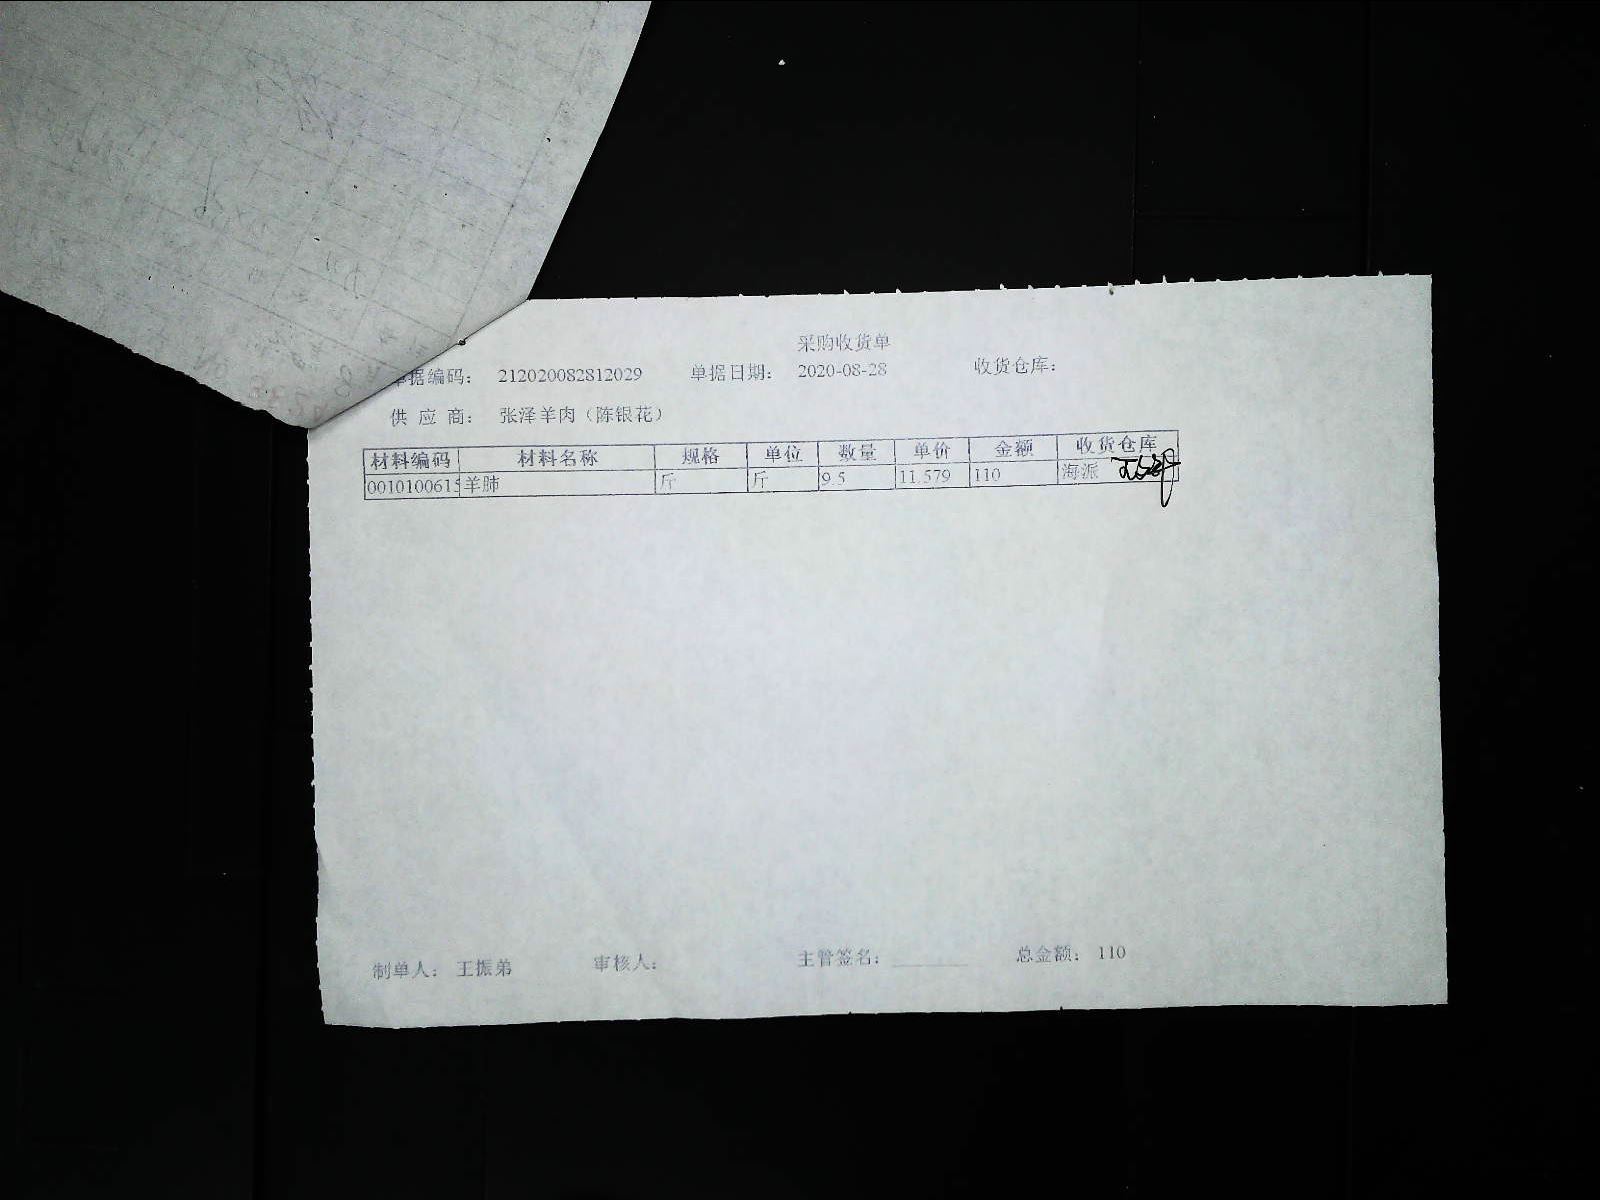 采购收货单
单据编码： 212020082812029 单据日期： 2020-08-28 收货仓库：
供 应 商： 张泽羊肉（陈银花）
材料编码 材料名称 规格 单位 数量 单价 金额 收货仓库
001010061 羊肺 斤 斤 9.5 11.579 110 海派
制单人： 王振弟 审核人： 主管签名： ________ 总金额： 110